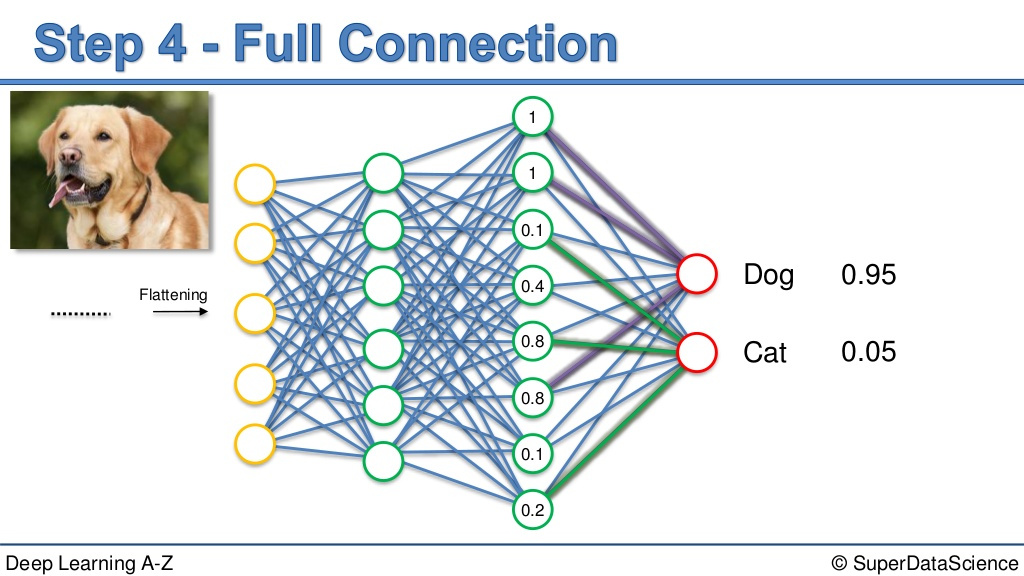 Step 4 - Full Connection
Flattening
1
1
0.1
0.4
0.8
0.8
0.1
0.2
Dog 0.95
Cat 0.05
Deep Learning A-Z
© SuperDataScience